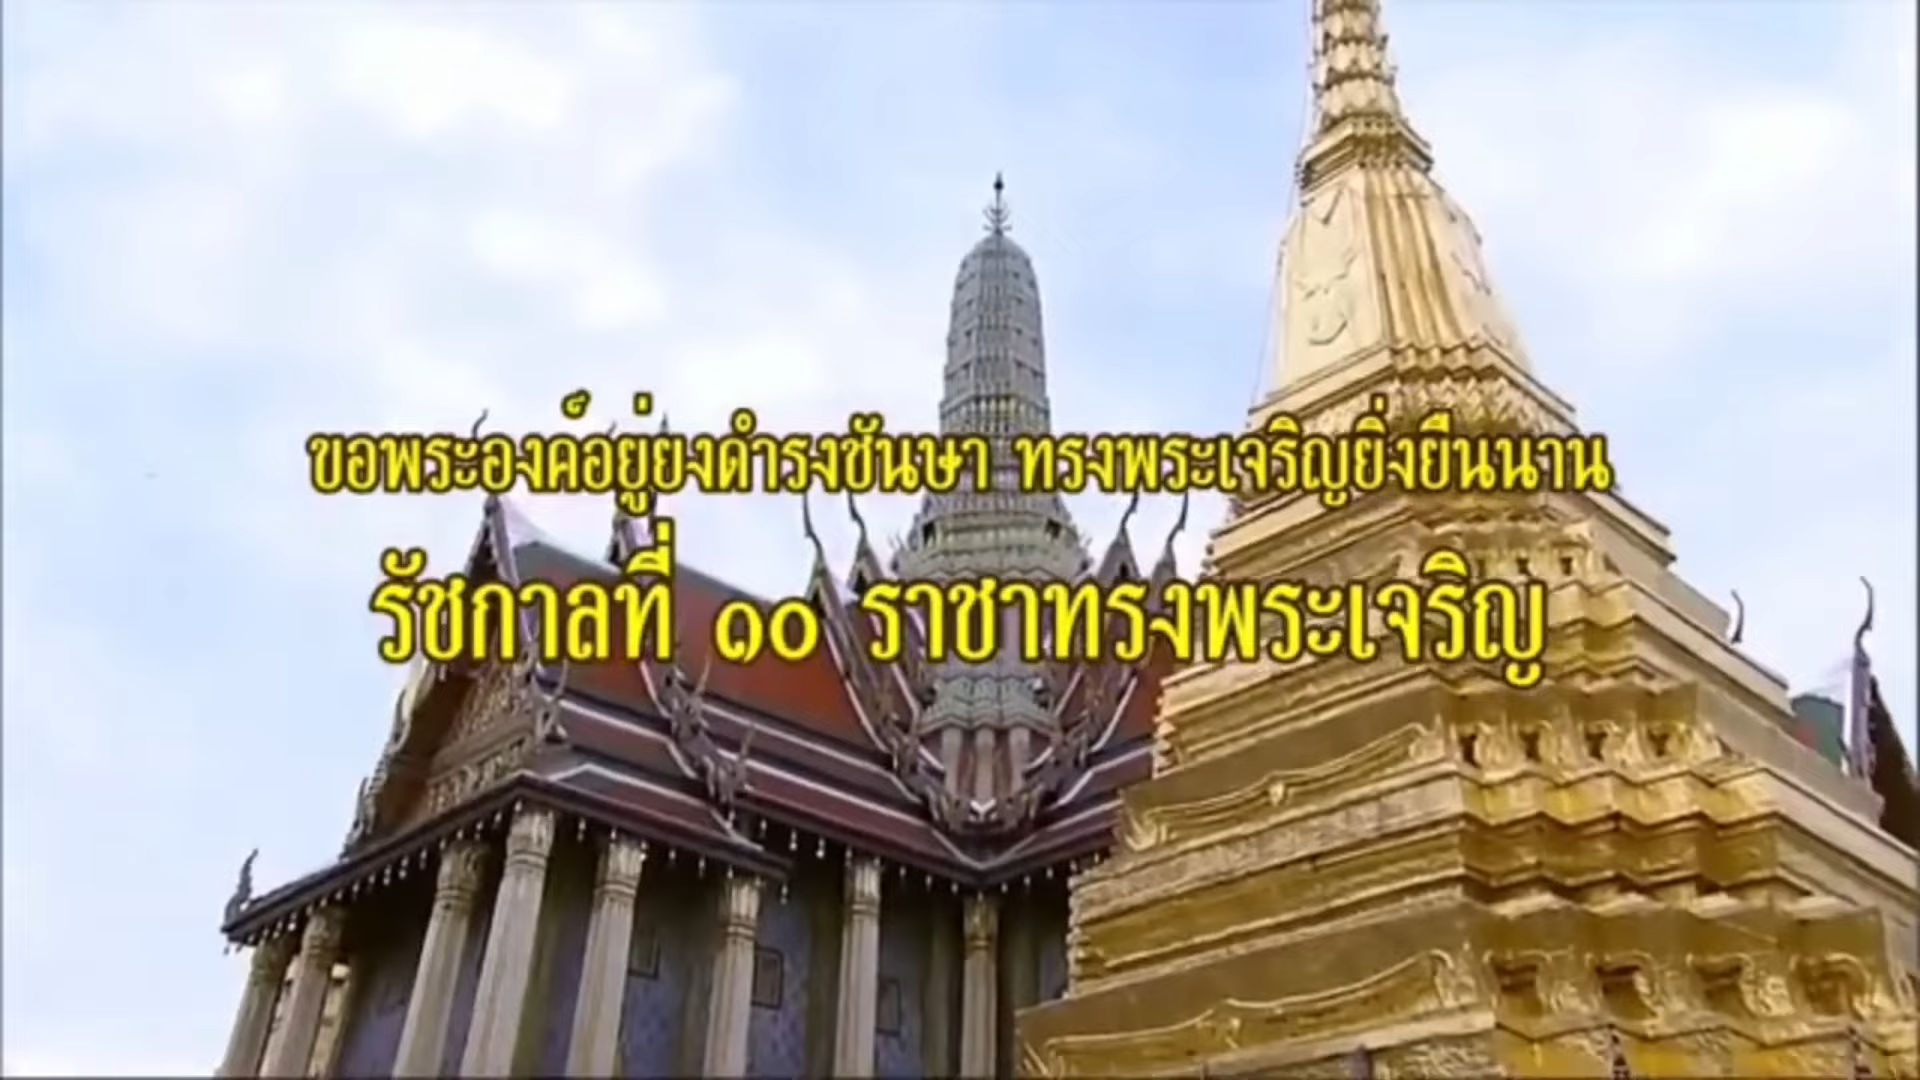 ขอพระองค์อยู่ยงดำรงชันษา ทรงพระเจริญยิ่งยืนนาน
รัชกาลที่ ๑๐ ราชาทรงพระเจริญ